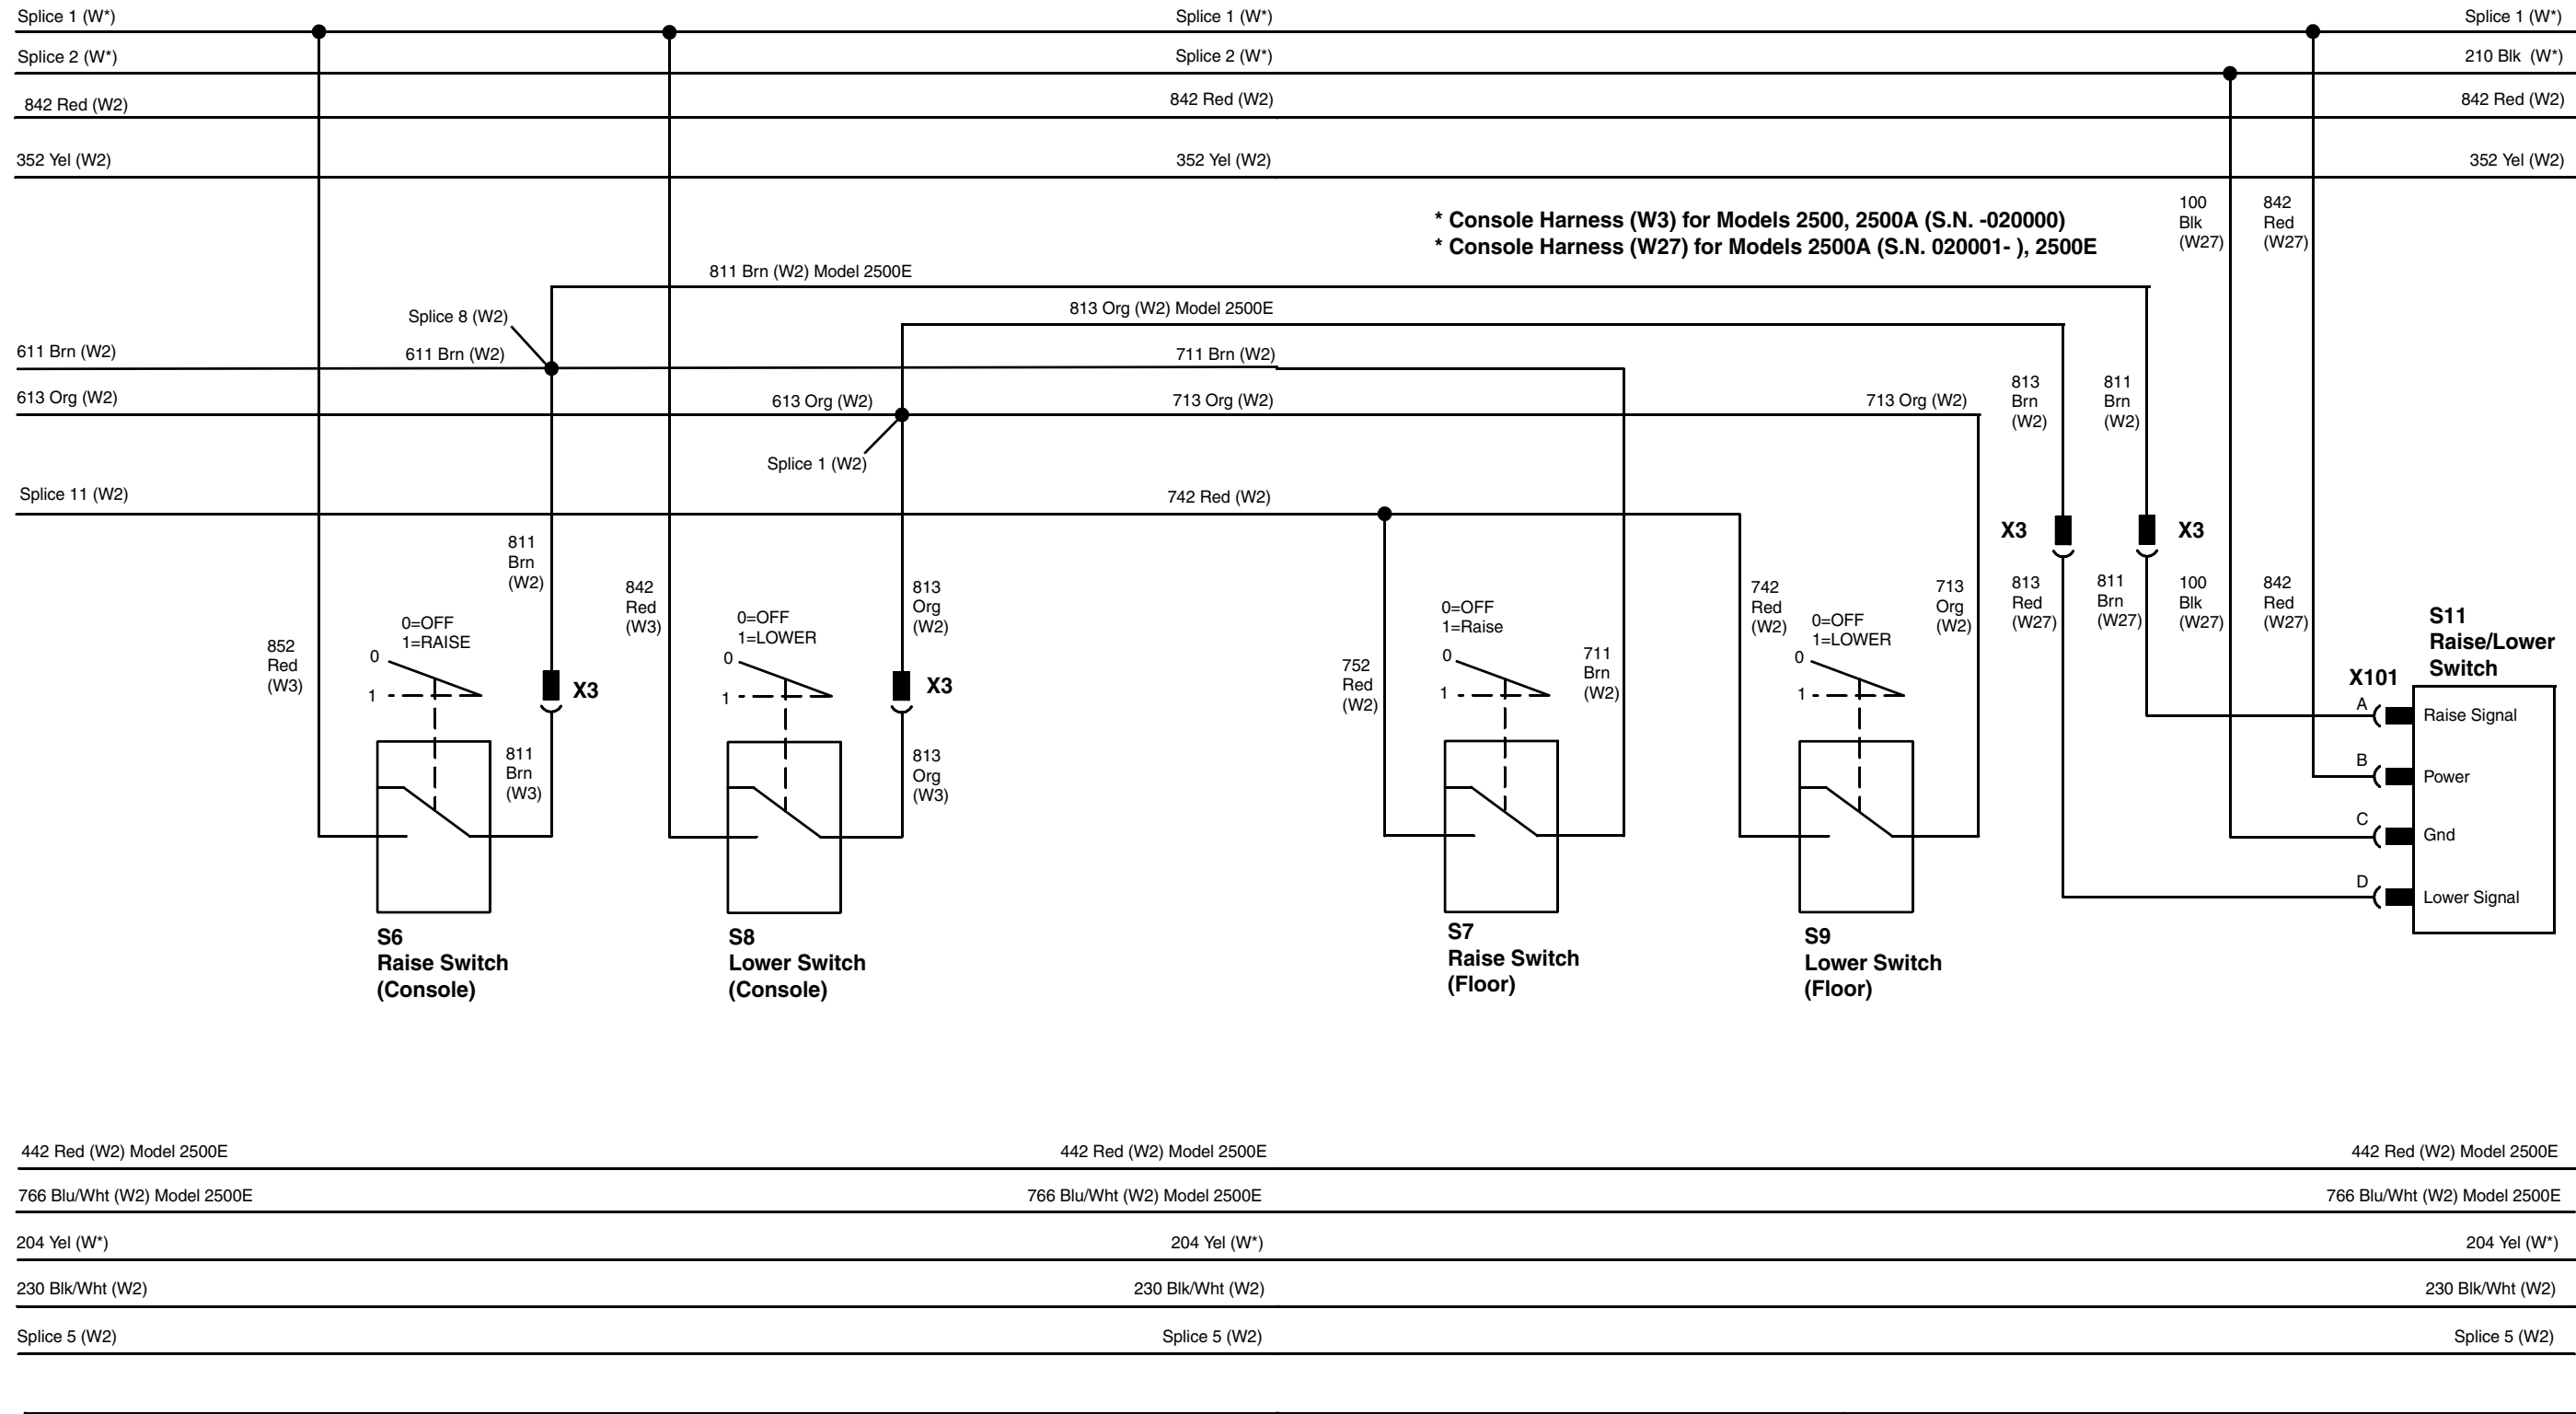 Splice 1 (W*)
Splice 1 (W*)
Splice 1 (W*)
Splice 2 (W*)
Splice 2 (W*)
210 Blk (W*)
842 Red (W2)
842 Red (W2)
842 Red (W2)
352 Yel (W2)
352 Yel (W2)
352 Yel (W2)
* Console Harness (W3) for Models 2500, 2500A (S.N. -020000)
* Console Harness (W27) for Models 2500A (S.N. 020001- ), 2500E
100
Blk
(W27)
842
Red
(W27)
811 Brn (W2) Model 2500E
813 Org (W2) Model 2500E
Splice 8 (W2)
611 Brn (W2)
611 Brn (W2)
711 Brn (W2)
613 Org (W2)
613 Org (W2)
713 Org (W2)
713 Org (W2)
813
Brn
(W2)
811
Brn
(W2)
Splice 1 (W2)
Splice 11 (W2)
742 Red (W2)
X3
X3
811
Brn
(W2)
842
Red
(W3)
813
Org
(W2)
852
Red
(W3)
0=OFF
1=RAISE
0
1
X3
0=OFF
1=LOWER
0
1
X3
811
Brn
(W3)
813
Org
(W3)
0=OFF
1=Raise
0
1
752
Red
(W2)
711
Brn
(W2)
742
Red
(W2)
0=OFF
1=LOWER
0
1
713
Org
(W2)
813
Red
(W27)
811
Brn
(W27)
100
Blk
(W27)
842
Red
(W27)
S11
Raise/Lower
Switch
X101
A
Raise Signal
B
Power
C
Gnd
D
Lower Signal
S6
Raise Switch
(Console)
S8
Lower Switch
(Console)
S7
Raise Switch
(Floor)
S9
Lower Switch
(Floor)
442 Red (W2) Model 2500E
442 Red (W2) Model 2500E
442 Red (W2) Model 2500E
766 Blu/Wht (W2) Model 2500E
766 Blu/Wht (W2) Model 2500E
766 Blu/Wht (W2) Model 2500E
204 Yel (W*)
204 Yel (W*)
204 Yel (W*)
230 Blk/Wht (W2)
230 Blk/Wht (W2)
230 Blk/Wht (W2)
Splice 5 (W2)
Splice 5 (W2)
Splice 5 (W2)